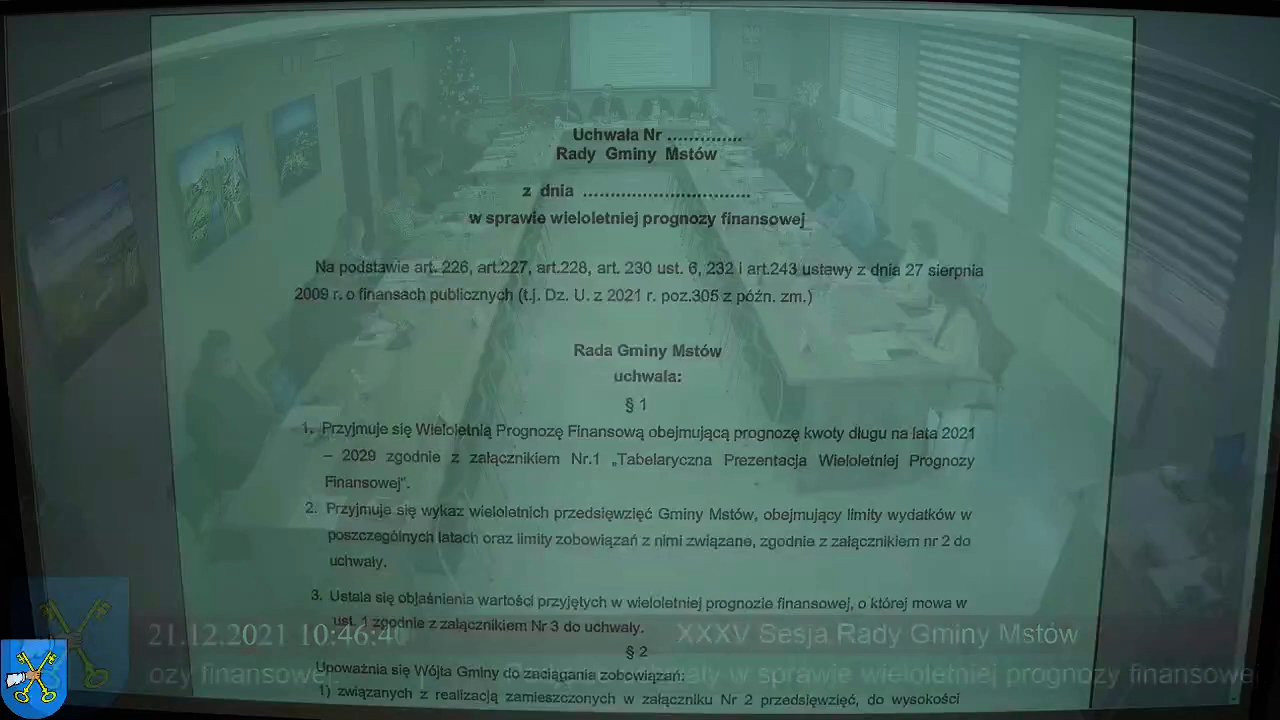 Uchwała Nr ..............
Rady Gminy Mstów
z dnia ...............................
w sprawie wieloletniej prognozy finansowej
Na podstawie art. 226, art.227, art.228, art. 230 ust. 6, 232 i art.243 ustawy z dnia 27 sierpnia
2009 r. o finansach publicznych (t.j. Dz. U. z 2021 r. poz.305 z późn. zm.)
Rada Gminy Mstów
uchwala:
§ 1
1. Przyjmuje się Wieloletnią Prognozę Finansową obejmującą prognozę kwoty długu na lata 2021
– 2029 zgodnie z załącznikiem Nr.1 „Tabelaryczna Prezentacja Wieloletniej Prognozy
Finansowej”.
2. Przyjmuje się wykaz wieloletnich przedsięwzięć Gminy Mstów, obejmujący limity wydatków w
poszczególnych latach oraz limity zobowiązań z nimi związane, zgodnie z załącznikiem nr 2 do
uchwały.
3. Ustala się objaśnienia wartości przyjętych w wieloletniej prognozie finansowej, o której mowa w
ust. 1 zgodnie z załącznikiem Nr 3 do uchwały.
21.12.2021 10:46:40 XXXV Sesja Rady Gminy Mstów
§ 2
Upoważnia się Wójta Gminy do zaciągania zobowiązań:
ozy finansowej w sprawie wieloletniej prognozy finansowe
1) związanych z realizacją zamieszczonych w załączniku Nr 2 przedsięwzięć, do wysokości